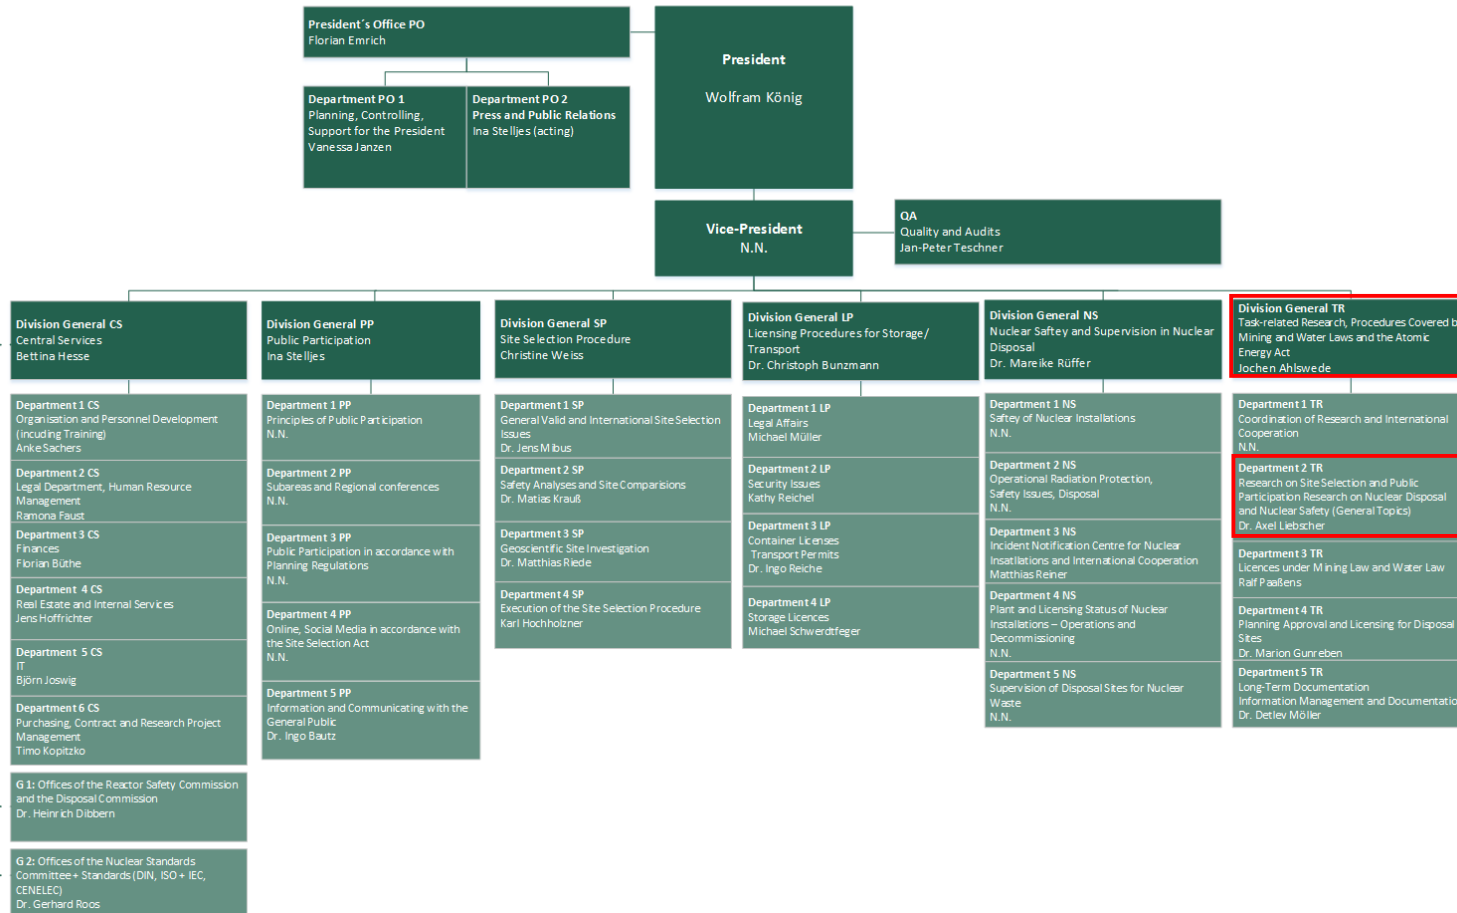 President´s Office PO
Florian Emrich
President
Wolfram König
Department PO 1
Planning, Controlling,
Support for the President
Vanessa Janzen
Department PO 2
Press and Public Relations
Ina Stelljes (acting)
Vice-President
N.N.
QA
Quality and Audits
Jan-Peter Teschner
Division General CS
Central Services
Bettina Hesse
Division General PP
Public Participation
Ina Stelljes
Division General SP
Site Selection Procedure
Christine Weiss
Division General LP
Licensing Procedures for Storage/
Transport
Dr. Christoph Bunzmann
Division General NS
Nuclear Saftey and Supervision in Nuclear
Disposal
Dr. Mareike Rüffer
Division General TR
Task-related Research, Procedures Covered b
Mining and Water Laws and the Atomic
Energy Act
Jochen Ahlswede
Department 1 CS
Organisation and Personnel Development
(incuding Training)
Anke Sachers
Department 2 CS
Legal Department, Human Resource
Management
Ramona Faust
Department 3 CS
Finances
Florian Büthe
Department 4 CS
Real Estate and Internal Services
Jens Hoffrichter
Department 5 CS
IT
Björn Joswig
Department 6 CS
Purchasing, Contract and Research Project
Management
Timo Kopitzko
G 1: Offices of the Reactor Safety Commission
and the Disposal Commission
Dr. Heinrich Dibbern
G 2: Offices of the Nuclear Standards
Committee + Standards (DIN, ISO + IEC,
CENELEC)
Dr. Gerhard Roos
Department 1 PP
Principles of Public Participation
N.N.
Department 2 PP
Subareas and Regional conferences
N.N.
Department 3 PP
Public Participation in accordance with
Planning Regulations
N.N.
Department 4 PP
Online, Social Media in accordance with
the Site Selection Act
N.N.
Department 5 PP
Information and Communicating with the
General Public
Dr. Ingo Bautz
Department 1 SP
General Valid and International Site Selection
Issues
Dr. Jens Mibus
Department 2 SP
Safety Analyses and Site Comparisions
Dr. Matias Krauß
Department 3 SP
Geoscientific Site Investigation
Dr. Matthias Riede
Department 4 SP
Execution of the Site Selection Procedure
Karl Hochholzner
Department 1 LP
Legal Affairs
Michael Müller
Department 2 LP
Security Issues
Kathy Reichel
Department 3 LP
Container Licenses
Transport Permits
Dr. Ingo Reiche
Department 4 LP
Storage Licences
Michael Schwerdtfeger
Department 1 NS
Saftey of Nuclear Installations
N.N.
Department 2 NS
Operational Radiation Protection,
Safety Issues, Disposal
N.N.
Department 3 NS
Incident Notification Centre for Nuclear
Insatllations and International Cooperation
Matthias Reiner
Department 4 NS
Plant and Licensing Status of Nuclear
Installations – Operations and
Decommissioning
N.N.
Department 5 NS
Supervision of Disposal Sites for Nuclear
Waste
N.N.
Department 1 TR
Coordination of Research and International
Cooperation
N.N.
Department 2 TR
Research on Site Selection and Public
Participation Research on Nuclear Disposal
and Nuclear Safety (General Topics)
Dr. Axel Liebscher
Department 3 TR
Licences under Mining Law and Water Law
Ralf Paaßens
Department 4 TR
Planning Approval and Licensing for Disposal
Sites
Dr. Marion Gunreben
Department 5 TR
Long-Term Documentation
Information Management and Documentatio
Dr. Detlev Möller